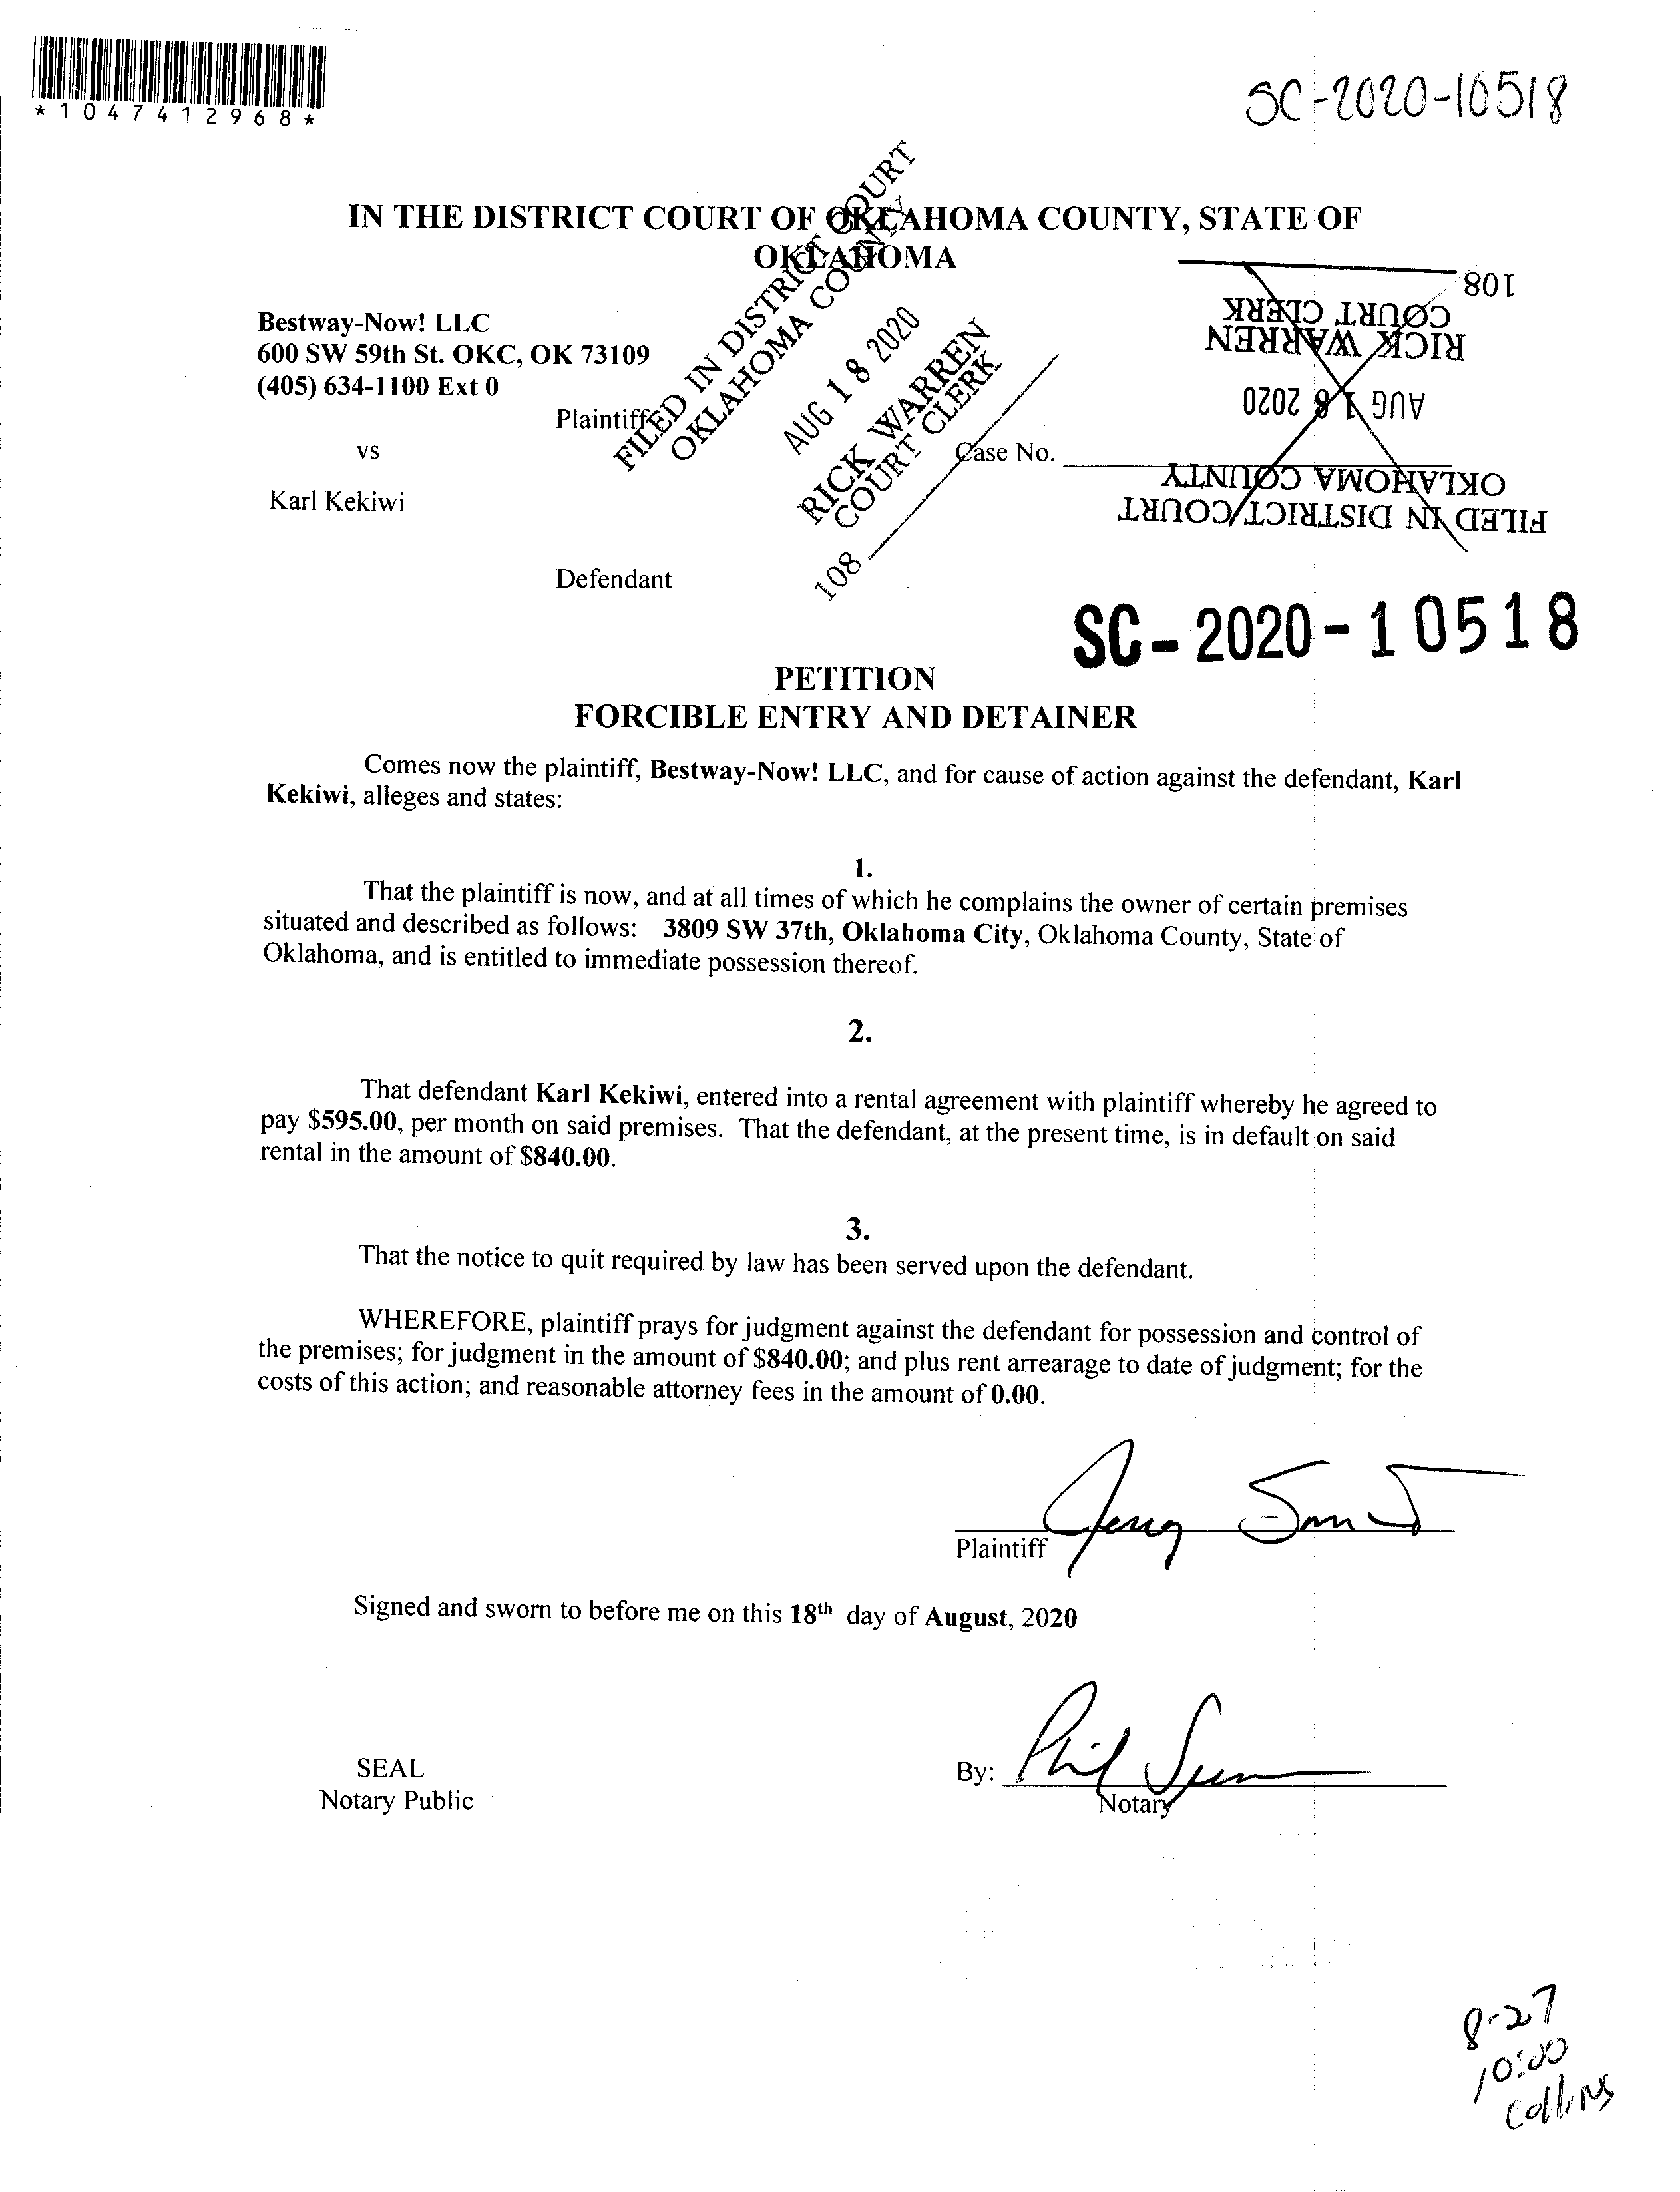 *1047412968*
SC-2020-10518
IN THE DISTRICT COURT OF OKLAHOMA COUNTY, STATE OF
OKLAHOMA
FILED IN DISTRICT COURT
OKLAHOMA COUNTY
AUG 18 2020
RICK WARREN
COURT CLERK
108
FILED IN DISTRICT COURT
OKLAHOMA COUNTY
AUG 18 2020
RICK WARREN
COURT CLERK
108
Bestway-Now! LLC
600 SW 59th St. OKC, OK 73109
(405) 634-1100 Ext 0
Plaintiff
vs
Case No.
Karl Kekiwi
Defendant
SC-2020-10518
PETITION
FORCIBLE ENTRY AND DETAINER
Comes now the plaintiff, Bestway-Now! LLC, and for cause of action against the defendant, Karl
Kekiwi, alleges and states:
1.
That the plaintiff is now, and at all times of which he complains the owner of certain premises
situated and described as follows: 3809 SW 37th, Oklahoma City, Oklahoma County, State of
Oklahoma, and is entitled to immediate possession thereof.
2.
That defendant Karl Kekiwi, entered into a rental agreement with plaintiff whereby he agreed to
pay $595.00, per month on said premises. That the defendant, at the present time, is in default on said
rental in the amount of $840.00.
3.
That the notice to quit required by law has been served upon the defendant.
WHEREFORE, plaintiff prays for judgment against the defendant for possession and control of
the premises; for judgment in the amount of $840.00; and plus rent arrearage to date of judgment; for the
costs of this action; and reasonable attorney fees in the amount of 0.00.
Plaintiff
Signed and sworn to before me on this 18th day of August, 2020
SEAL
Notary Public
By: Phil
Notary
8-27
10:00
Collins